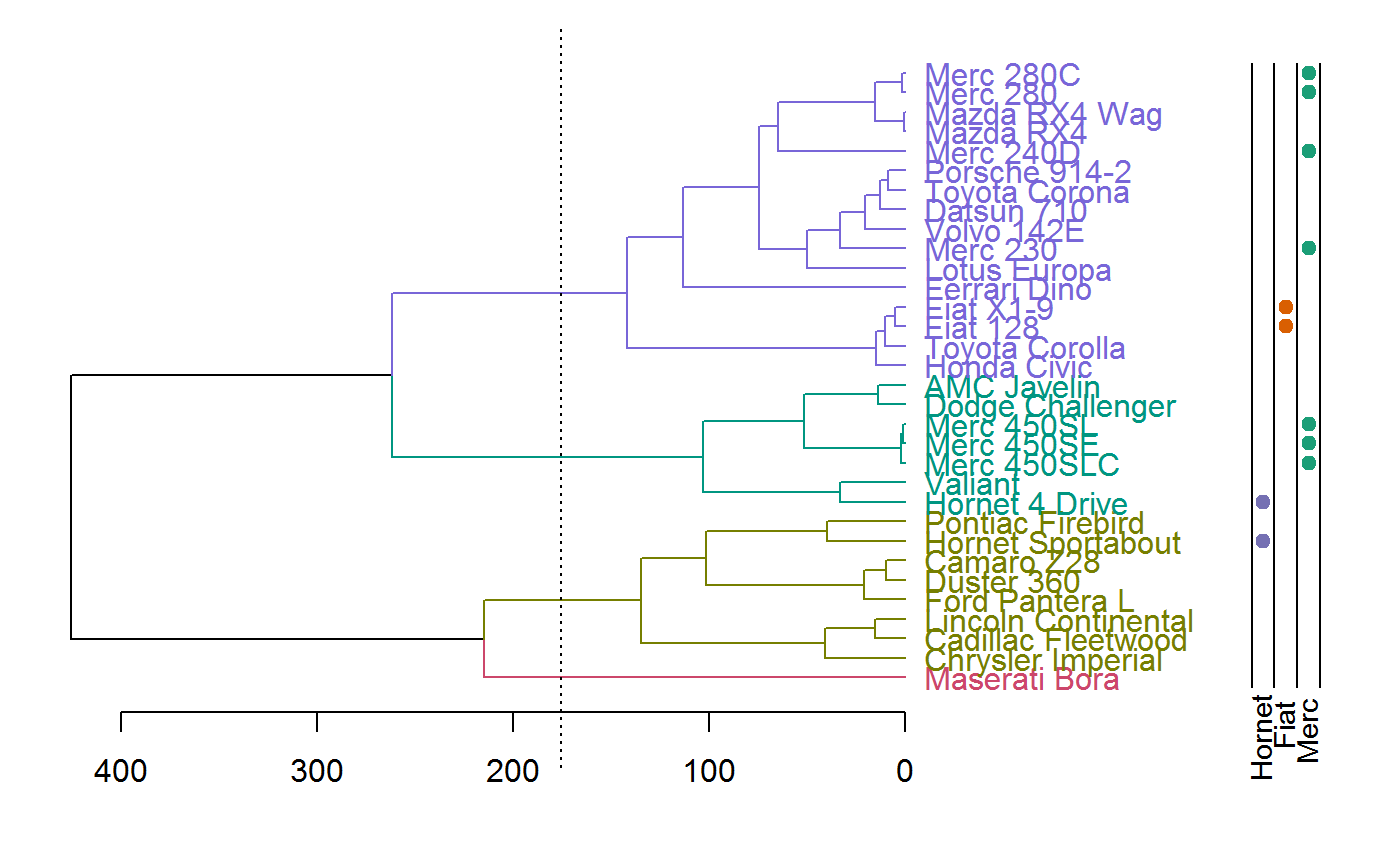 Merc 280C
Merc 280
Mazda RX4 Wag
Mazda RX4
Merc 240D
Porsche 914-2
Toyota Corona
Datsun 710
Volvo 142E
Merc 230
Lotus Europa
Ferrari Dino
Fiat X1-9
Fiat 128
Toyota Corolla
Honda Civic
AMC Javelin
Dodge Challenger
Merc 450SL
Merc 450SE
Merc 450SLC
Valiant
Hornet 4 Drive
Pontiac Firebird
Hornet Sportabout
Camaro Z28
Duster 360
Ford Pantera L
Lincoln Continental
Cadillac Fleetwood
Chrysler Imperial
Maserati Bora
400 300 200 100 0
Hornet
Fiat
Merc